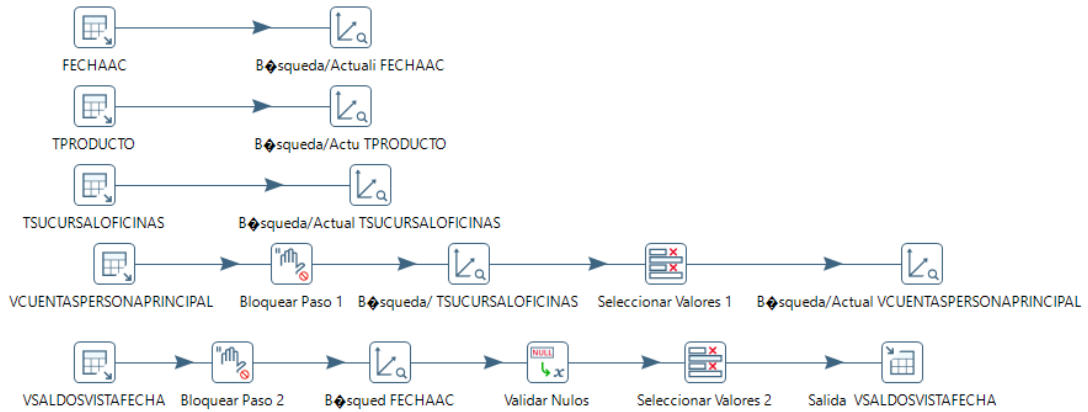 FECHAAC
B�squeda/Actuali FECHAAC
TPRODUCTO
B�squeda/Actu TPRODUCTO
TSUCURSALOFICINAS
B�squeda/Actual TSUCURSALOFICINAS
VCUENTASPERSONAPRINCIPAL
Bloquear Paso 1
B�squeda/ TSUCURSALOFICINAS
Seleccionar Valores 1
B�squeda/Actual VCUENTASPERSONAPRINCIPAL
NULL
x
VSALDOSVISTAFECHA
Bloquear Paso 2
B�squed FECHAAC
Validar Nulos
Seleccionar Valores 2
Salida VSALDOSVISTAFECHA